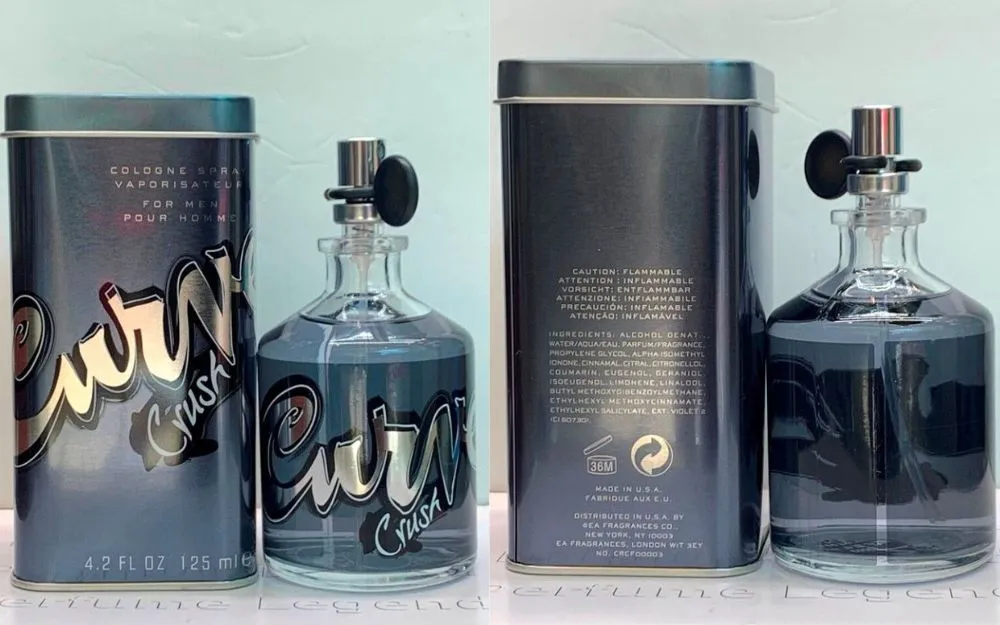 COLOGNE SPRAY
VAPORISATEUR
FOR MEN
POUR HOMME
Curve
Crush
4.2 FL OZ 125 ml e
Curve
Crush
CAUTION: FLAMMABLE
ATTENTION : INFLAMMABLE
VORSICHT: ENTFLAMMBAR
ATTENZIONE: INFIAMMABILE
PRECAUCIÓN: INFLAMABLE
ATENÇÃO: INFLAMÁVEL
INGREDIENTS: ALCOHOL DENAT.,
WATER/AQUA/EAU, PARFUM/FRAGRANCE,
PROPYLENE GLYCOL, ALPHA-ISOMETHYL
IONONE, CINNAMAL, CITRAL, CITRONELLOL,
COUMARIN, EUGENOL, GERANIOL,
ISOEUGENOL, LIMONENE, LINALOOL,
BUTYL METHOXYDIBENZOYLMETHANE,
ETHYLHEXYL METHOXYCINNAMATE,
ETHYLHEXYL SALICYLATE, EXT. VIOLET 2
(CI 60730).
36M
MADE IN U.S.A.
FABRIQUE AUX E.U.
DISTRIBUTED IN U.S.A. BY
©EA FRAGRANCES CO.,
NEW YORK, NY 10003
EA FRAGRANCES, LONDON W1T 3EY
NO. CREF00003
Perfume Legend
Perfume Legend